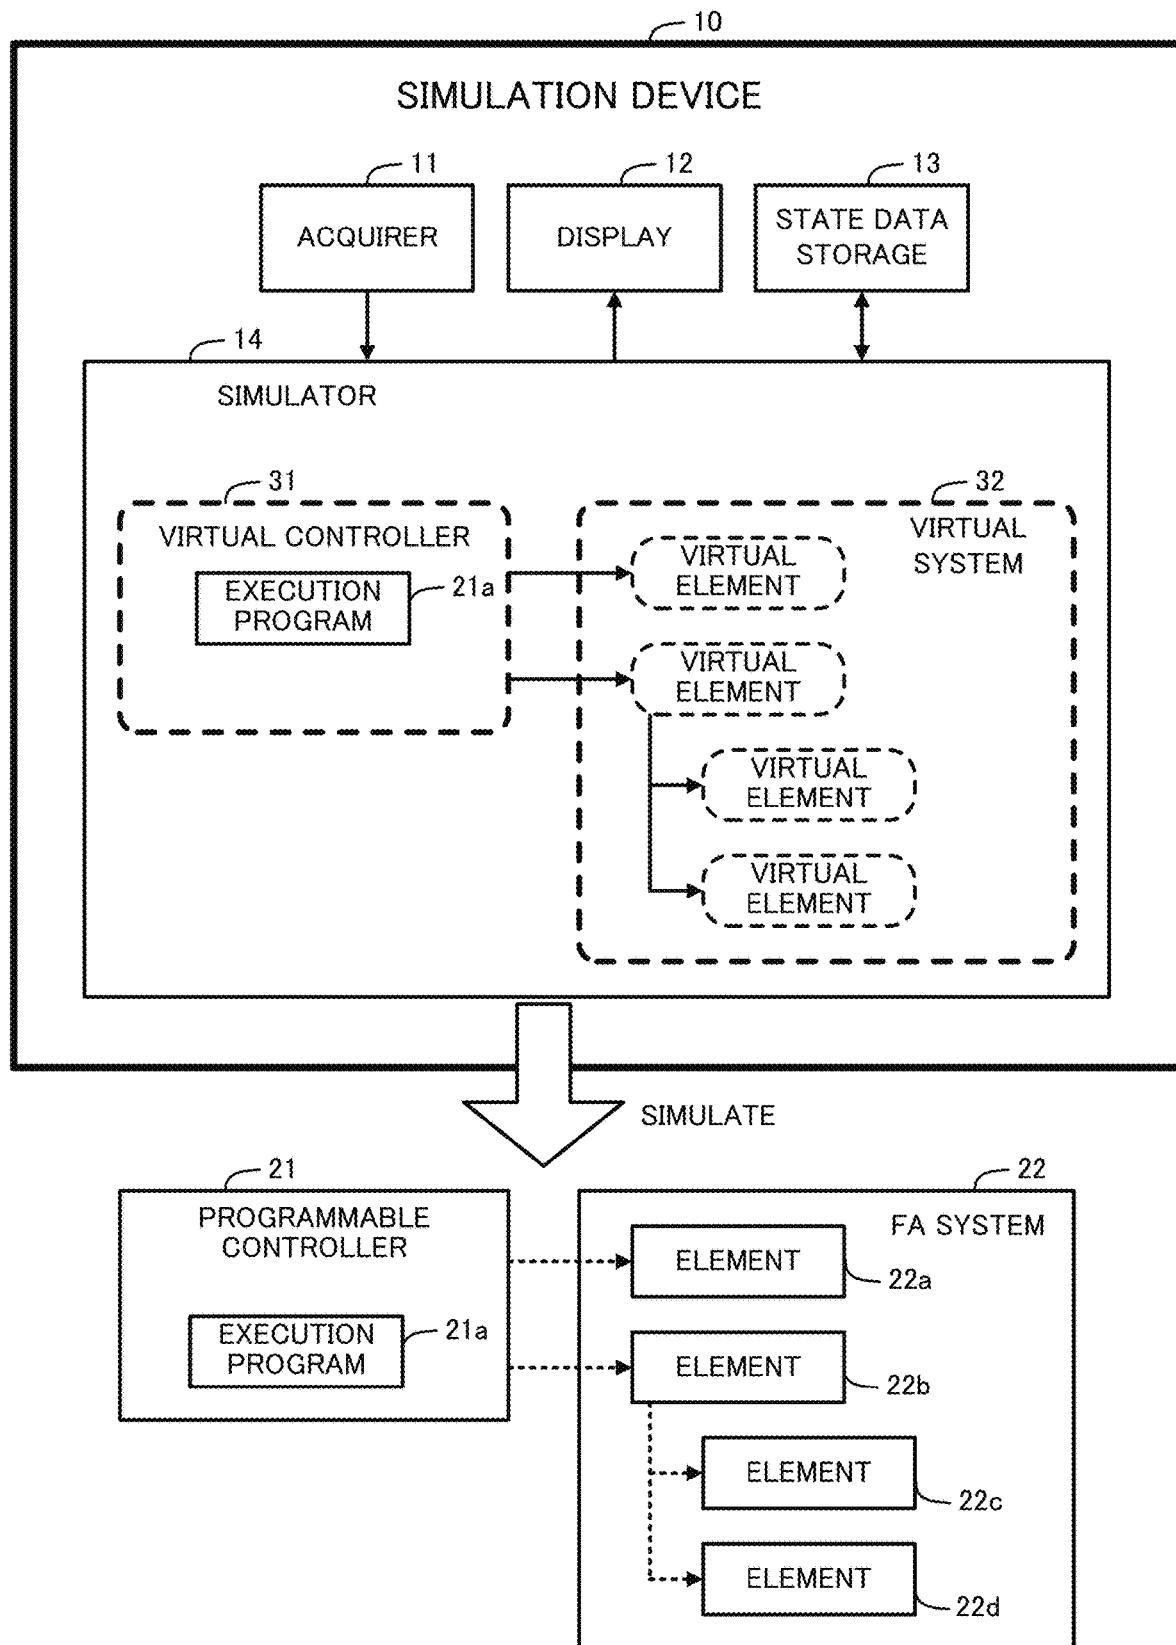 10
SIMULATION DEVICE
11
12
13
ACQUIRER
DISPLAY
STATE DATA
STORAGE
14
SIMULATOR
31
32
VIRTUAL CONTROLLER
VIRTUAL
SYSTEM
EXECUTION
PROGRAM
21a
VIRTUAL
ELEMENT
VIRTUAL
ELEMENT
VIRTUAL
ELEMENT
VIRTUAL
ELEMENT
SIMULATE
21
22
PROGRAMMABLE
CONTROLLER
FA SYSTEM
EXECUTION
PROGRAM
21a
ELEMENT
22a
ELEMENT
22b
ELEMENT
22c
ELEMENT
22d